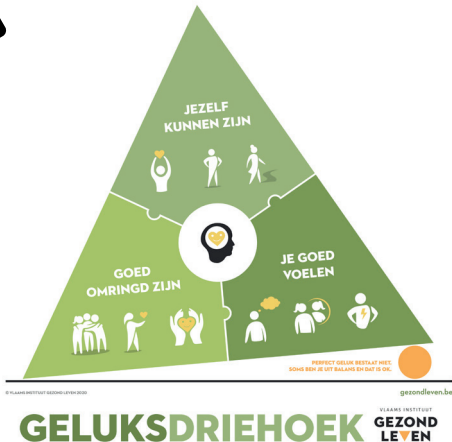 JEZELF
KUNNEN ZIJN
GOED
OMRINGD ZIJN
JE GOED
VOELEN
PERFECT GELUK BESTAAT NIET.
SOMS BEN JE UIT BALANS EN DAT IS OK.
© VLAAMS INSTITUUT GEZOND LEVEN 2020
gezondleven.be
GELUKSDRIEHOEK
VLAAMS INSTITUUT
GEZOND
LEVEN